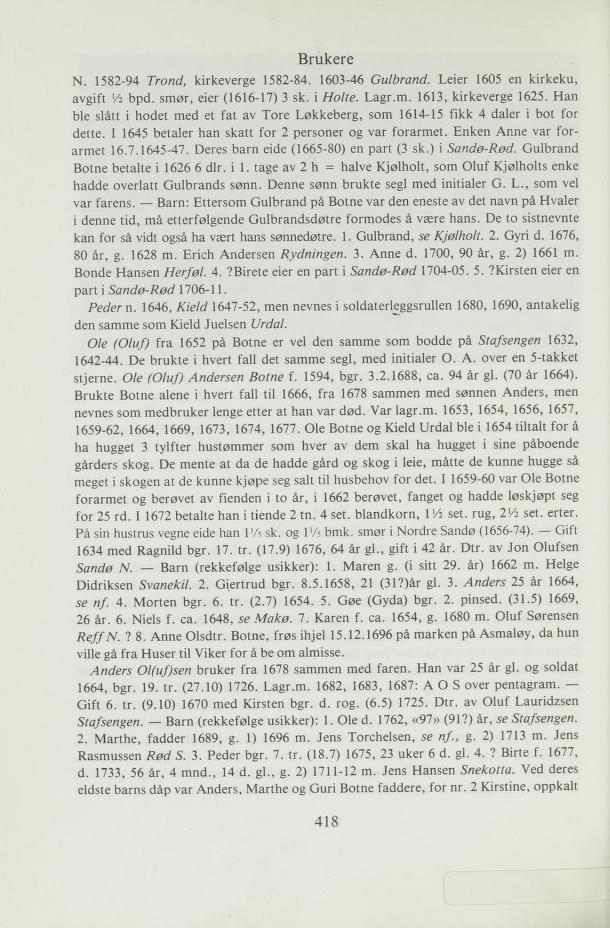 Brukere
N. 1582-94 Trond, kirkeverge 1582-84. 1603-46 Gulbrand. Leier 1605 en kirkeku,
avgift ½ bpd. smør, eier (1616-17) 3 sk. i Holte. Lagr.m. 1613, kirkeverge 1625. Han
ble slått i hodet med et fat av Tore Løkkeberg, som 1614-15 fikk 4 daler i bot for
dette. I 1645 betaler han skatt for 2 personer og var forarmet. Enken Anne var for-
armet 16.7.1645-47. Deres barn eide (1665-80) en part (3 sk.) i Sandø-Rød. Gulbrand
Botne betalte i 1626 6 dlr. i 1. tage av 2 h = halve Kjølholt, som Oluf Kjølholts enke
hadde overlatt Gulbrands sønn. Denne sønn brukte segl med initialer G. L., som vel
var farens. — Barn: Ettersom Gulbrand på Botne var den eneste av det navn på Hvaler
i denne tid, må etterfølgende Gulbrandsdøtre formodes å være hans. De to sistnevnte
kan for så vidt også ha vært hans sønnedøtre. 1. Gulbrand, se Kjølholt. 2. Gyri d. 1676,
80 år, g. 1628 m. Erich Andersen Rydningen. 3. Anne d. 1700, 90 år, g. 2) 1661 m.
Bonde Hansen Herføl. 4. ?Birete eier en part i Sandø-Rød 1704-05. 5. ?Kirsten eier en
part i Sandø-Rød 1706-11.
Peder n. 1646, Kield 1647-52, men nevnes i soldaterleggsrullen 1680, 1690, antakelig
den samme som Kield Juelsen Urdal.
Ole (Oluf) fra 1652 på Botne er vel den samme som bodde på Stafsengen 1632,
1642-44. De brukte i hvert fall det samme segl, med initialer O. A. over en 5-takket
stjerne. Ole (Oluf) Andersen Botne f. 1594, bgr. 3.2.1688, ca. 94 år gl. (70 år 1664).
Brukte Botne alene i hvert fall til 1666, fra 1678 sammen med sønnen Anders, men
nevnes som medbruker lenge etter at han var død. Var lagr.m. 1653, 1654, 1656, 1657,
1659-62, 1664, 1669, 1673, 1674, 1677. Ole Botne og Kield Urdal ble i 1654 tiltalt for å
ha hugget 3 tylfter hustømmer som hver av dem skal ha hugget i sine påboende
gårders skog. De mente at da de hadde gård og skog i leie, måtte de kunne hugge så
meget i skogen at de kunne kjøpe seg salt til husbehov for det. I 1659-60 var Ole Botne
forarmet og berøvet av fienden i to år, i 1662 berøvet, fanget og hadde løskjøpt seg
for 25 rd. I 1672 betalte han i tiende 2 tn. 4 set. blandkorn, 1½ set. rug, 2½ set. erter.
På sin hustrus vegne eide han 1⅕ sk. og 1⅕ bmk. smør i Nordre Sandø (1656-74). — Gift
1634 med Ragnild bgr. 17. tr. (17.9) 1676, 64 år gl., gift i 42 år. Dtr. av Jon Olufsen
Sandø N. — Barn (rekkefølge usikker): 1. Maren g. (i sitt 29. år) 1662 m. Helge
Didriksen Svanekil. 2. Giertrud bgr. 8.5.1658, 21 (31?)år gl. 3. Anders 25 år 1664,
se nf. 4. Morten bgr. 6. tr. (2.7) 1654. 5. Gøe (Gyda) bgr. 2. pinsed. (31.5) 1669,
26 år. 6. Niels f. ca. 1648, se Makø. 7. Karen f. ca. 1654, g. 1680 m. Oluf Sørensen
Reff N. ? 8. Anne Olsdtr. Botne, frøs ihjel 15.12.1696 på marken på Asmaløy, da hun
ville gå fra Huser til Viker for å be om almisse.
Anders Ol(uf)sen bruker fra 1678 sammen med faren. Han var 25 år gl. og soldat
1664, bgr. 19. tr. (27.10) 1726. Lagr.m. 1682, 1683, 1687: A O S over pentagram. —
Gift 6. tr. (9.10) 1670 med Kirsten bgr. d. rog. (6.5) 1725. Dtr. av Oluf Lauridzsen
Stafsengen. — Barn (rekkefølge usikker): 1. Ole d. 1762, «97» (91?) år, se Stafsengen.
2. Marthe, fadder 1689, g. 1) 1696 m. Jens Torchelsen, se nf., g. 2) 1713 m. Jens
Rasmussen Rød S. 3. Peder bgr. 7. tr. (18.7) 1675, 23 uker 6 d. gl. 4. ? Birte f. 1677,
d. 1733, 56 år, 4 mnd., 14 d. gl., g. 2) 1711-12 m. Jens Hansen Snekotta. Ved deres
eldste barns dåp var Anders, Marthe og Guri Botne faddere, for nr. 2 Kirstine, oppkalt
418